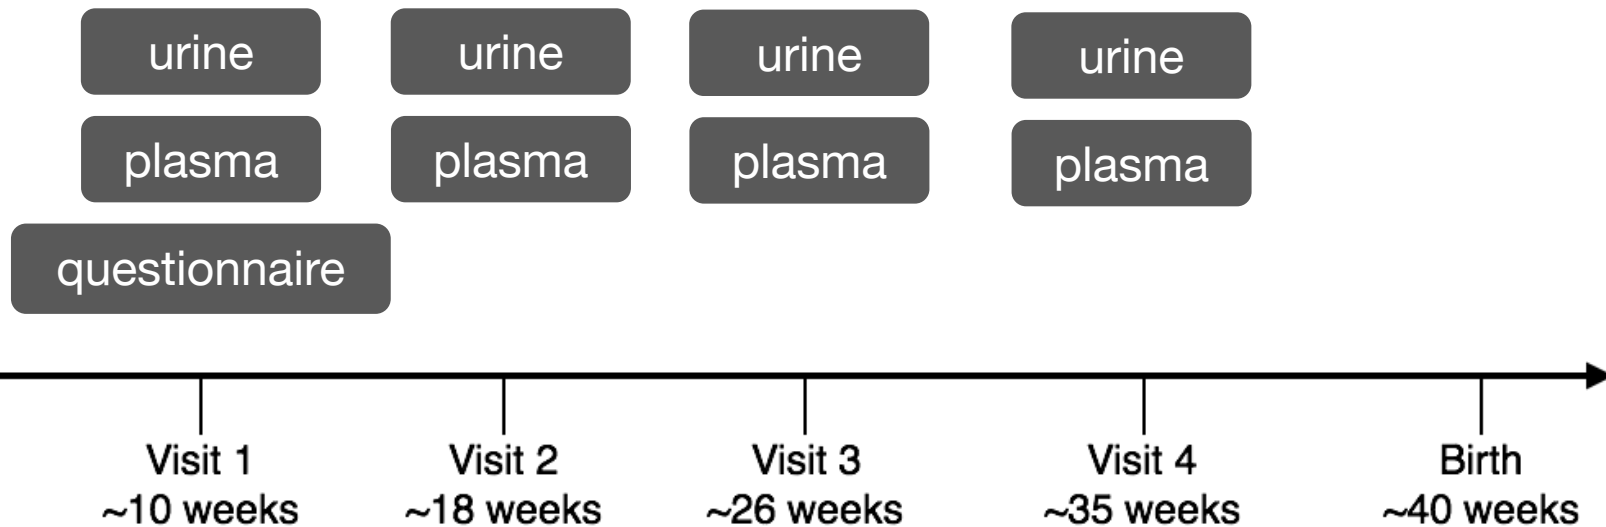 urine urine urine urine
plasma plasma plasma plasma
questionnaire
Visit 1 Visit 2 Visit 3 Visit 4 Birth
~10 weeks ~18 weeks ~26 weeks ~35 weeks ~40 weeks